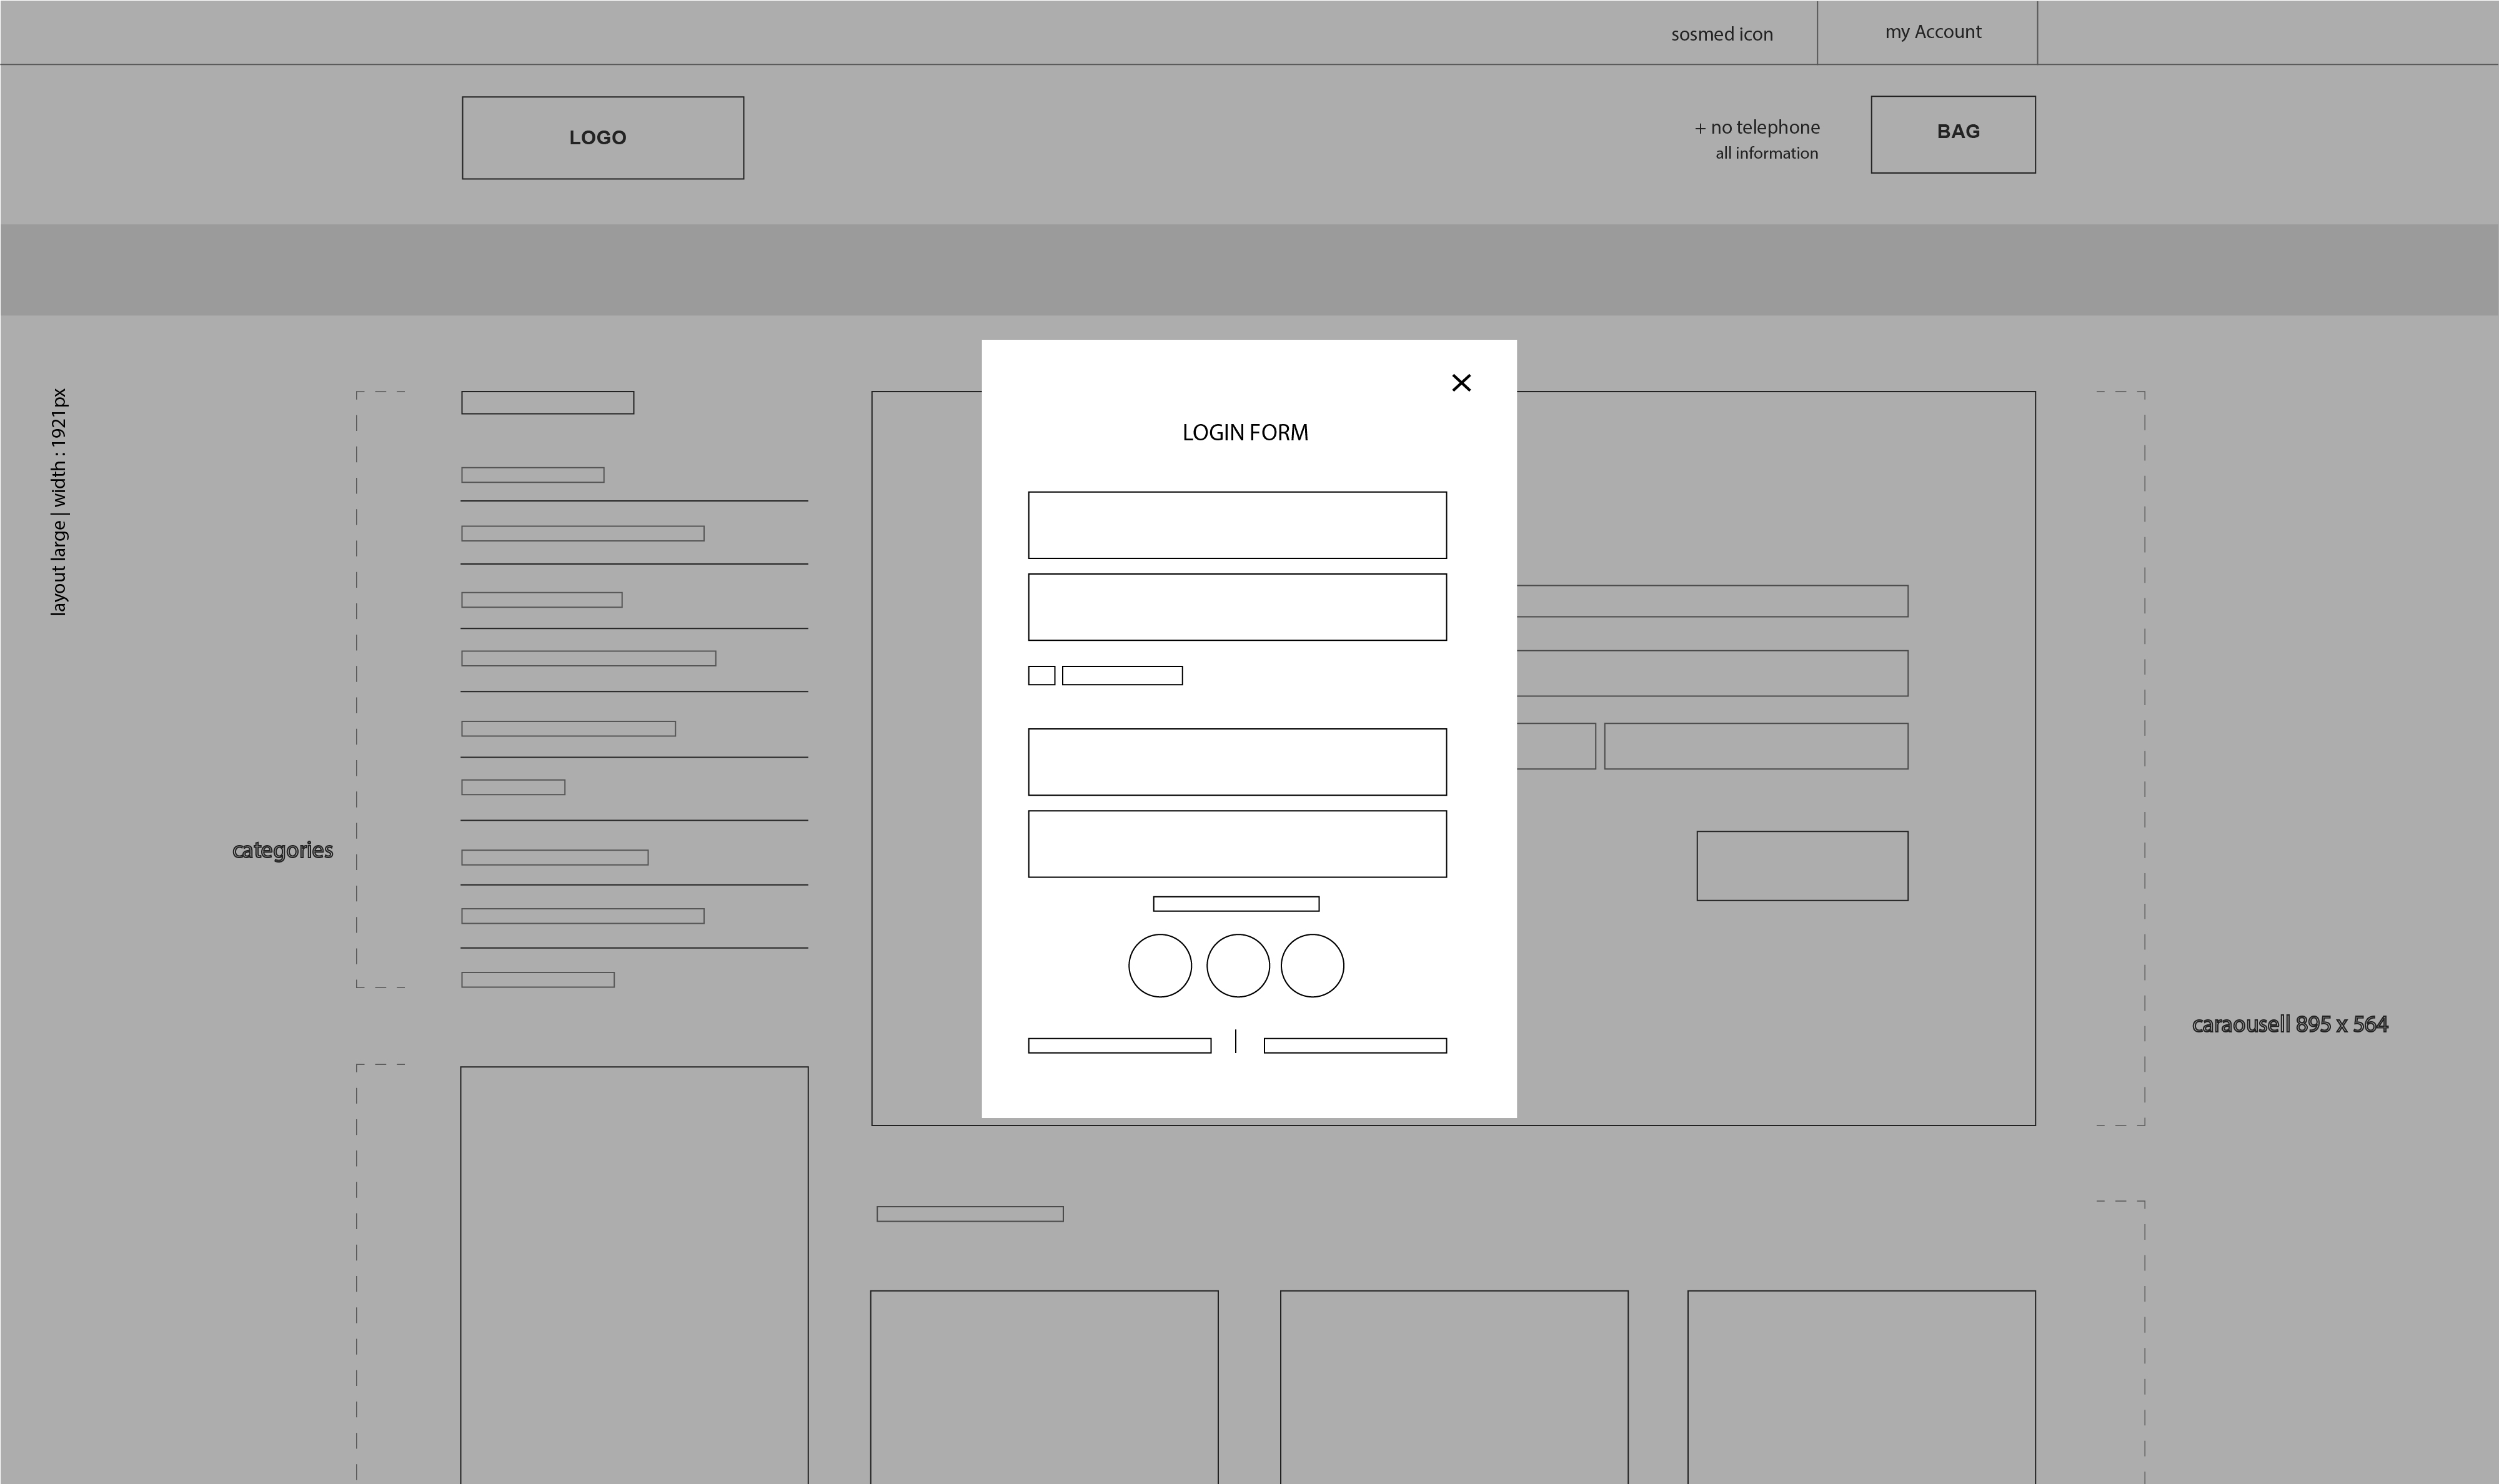 sosmed icon
my Account
LOGO
+ no telephone
all information
BAG
layout large | width : 1921px
LOGIN FORM
categories
caraousell 895 x 564